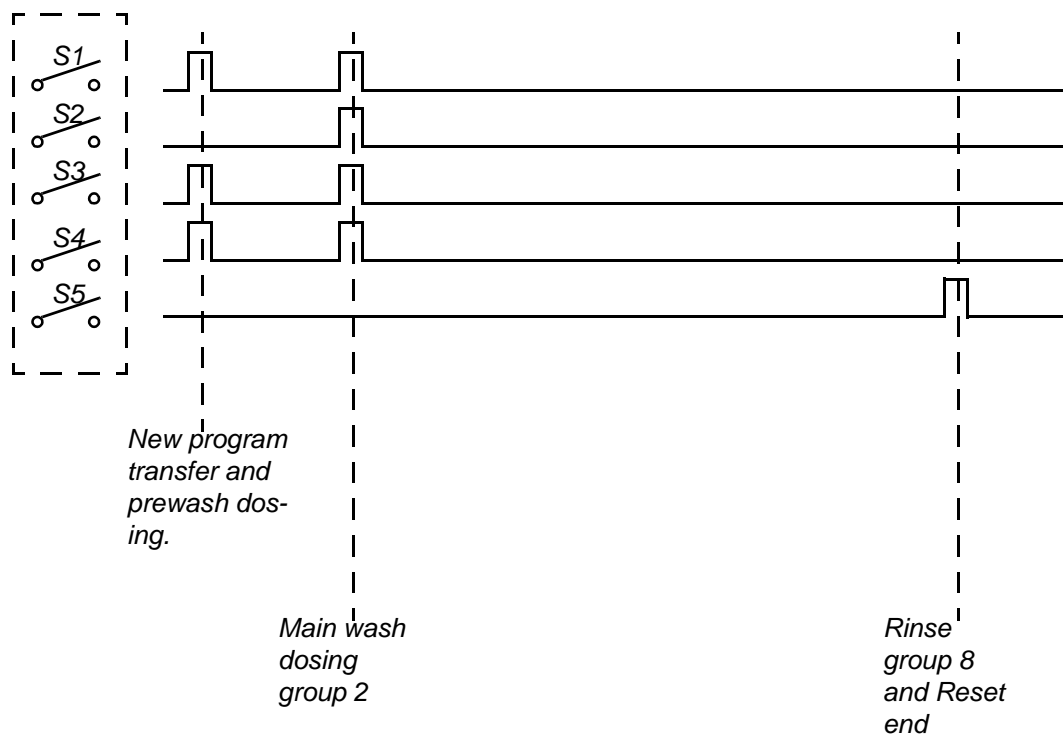 S1
S2
S3
S4
S5
New program
transfer and
prewash dos-
ing.
Main wash
dosing
group 2
Rinse
group 8
and Reset
end